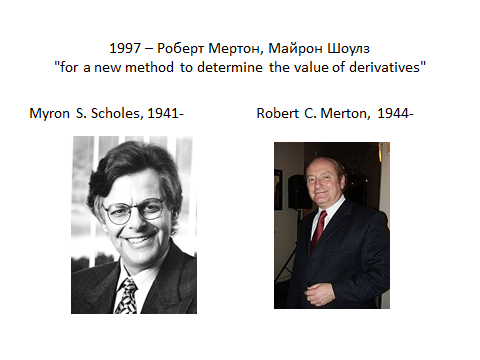 1997 – Роберт Мертон, Майрон Шоулз
"for a new method to determine the value of derivatives"
Myron S. Scholes, 1941-
Robert C. Merton, 1944-